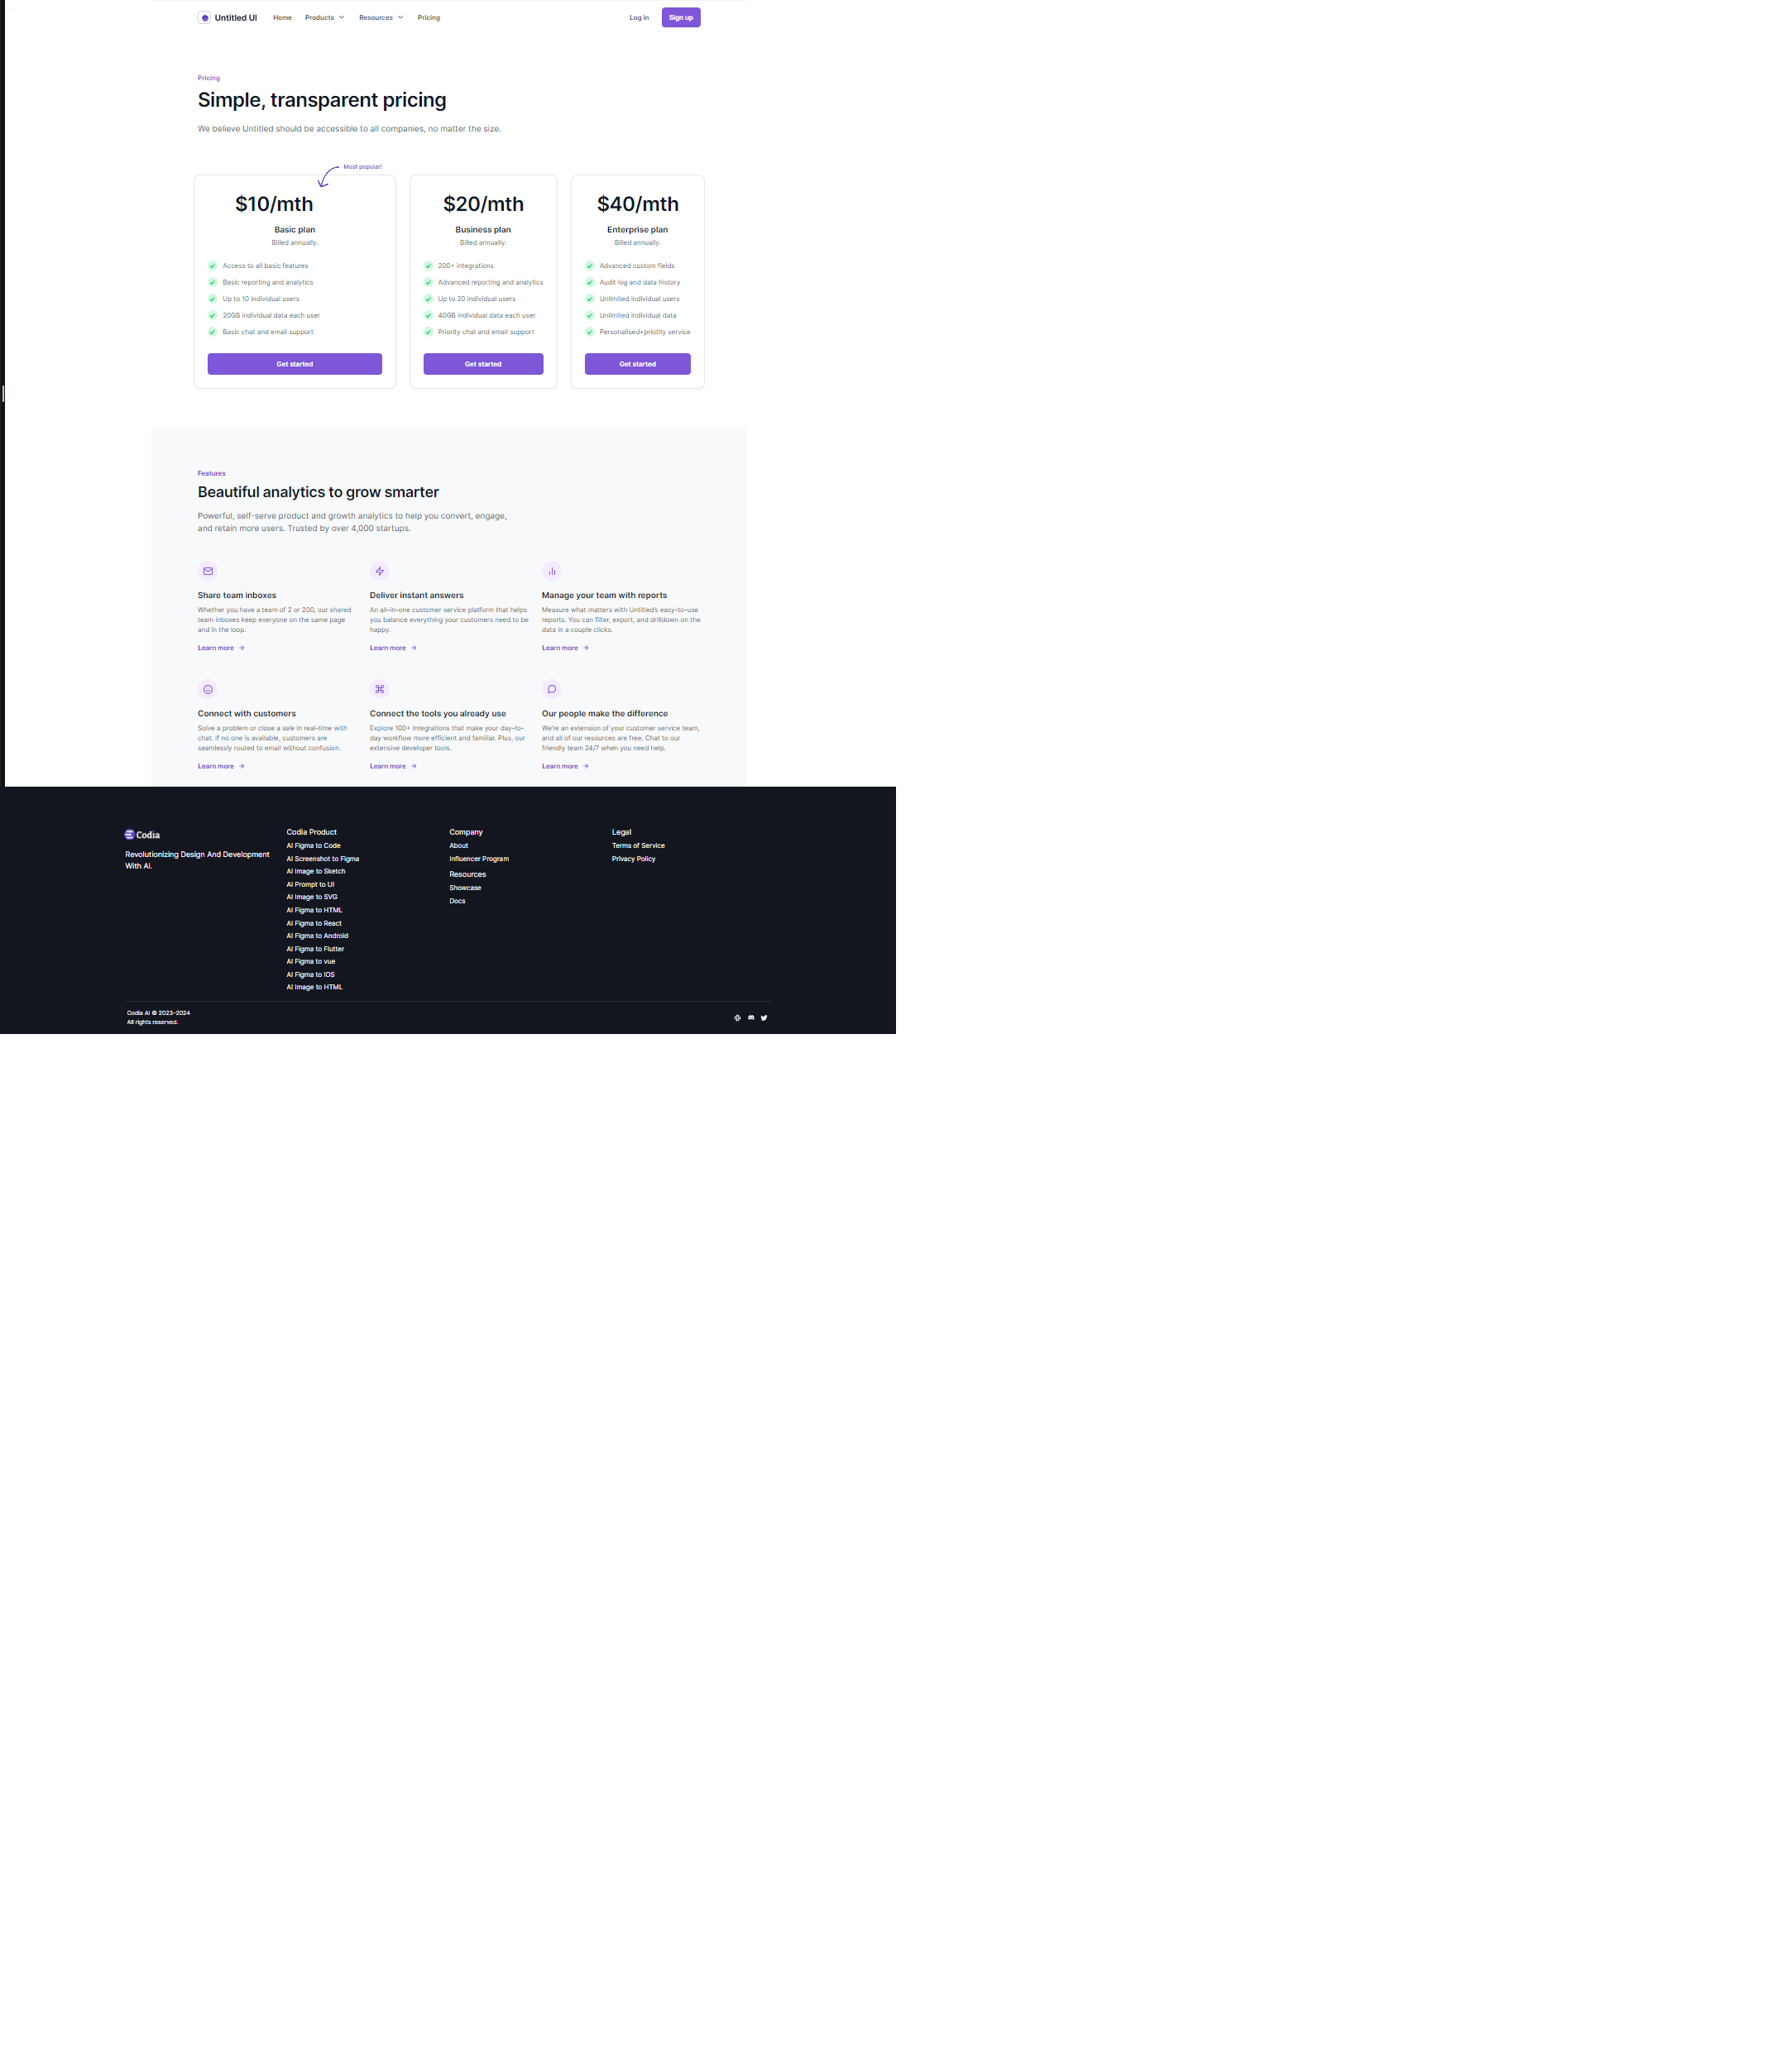 Untitled UI
Home
Products
Resources
Pricing
Log in
Sign up
Pricing
Simple, transparent pricing
We believe Untitled should be accessible to all companies, no matter the size.
Most popular!
$10/mth
Basic plan
Billed annually.
Access to all basic features
Basic reporting and analytics
Up to 10 individual users
20GB individual data each user
Basic chat and email support
Get started
$20/mth
Business plan
Billed annually.
200+ integrations
Advanced reporting and analytics
Up to 20 individual users
40GB individual data each user
Priority chat and email support
Get started
$40/mth
Enterprise plan
Billed annually.
Advanced custom fields
Audit log and data history
Unlimited individual users
Unlimited individual data
Personalised+priotity service
Get started
Features
Beautiful analytics to grow smarter
Powerful, self-serve product and growth analytics to help you convert, engage,
and retain more users. Trusted by over 4,000 startups.
Share team inboxes
Whether you have a team of 2 or 200, our shared
team inboxes keep everyone on the same page
and in the loop.
Learn more
Deliver instant answers
An all-in-one customer service platform that helps
you balance everything your customers need to be
happy.
Learn more
Manage your team with reports
Measure what matters with Untitled's easy-to-use
reports. You can filter, export, and drilldown on the
data in a couple clicks.
Learn more
Connect with customers
Solve a problem or close a sale in real-time with
chat. If no one is available, customers are
seamlessly routed to email without confusion.
Learn more
Connect the tools you already use
Explore 100+ integrations that make your day-to-
day workflow more efficient and familiar. Plus, our
extensive developer tools.
Learn more
Our people make the difference
We're an extension of your customer service team,
and all of our resources are free. Chat to our
friendly team 24/7 when you need help.
Learn more
Codia
Revolutionizing Design And Development
With AI.
Codia Product
AI Figma to Code
AI Screenshot to Figma
AI Image to Sketch
AI Prompt to UI
AI Image to SVG
AI Figma to HTML
AI Figma to React
AI Figma to Android
AI Figma to Flutter
AI Figma to vue
AI Figma to iOS
AI Image to HTML
Company
About
Influencer Program
Resources
Showcase
Docs
Legal
Terms of Service
Privacy Policy
Codia AI © 2023-2024
All rights reserved.